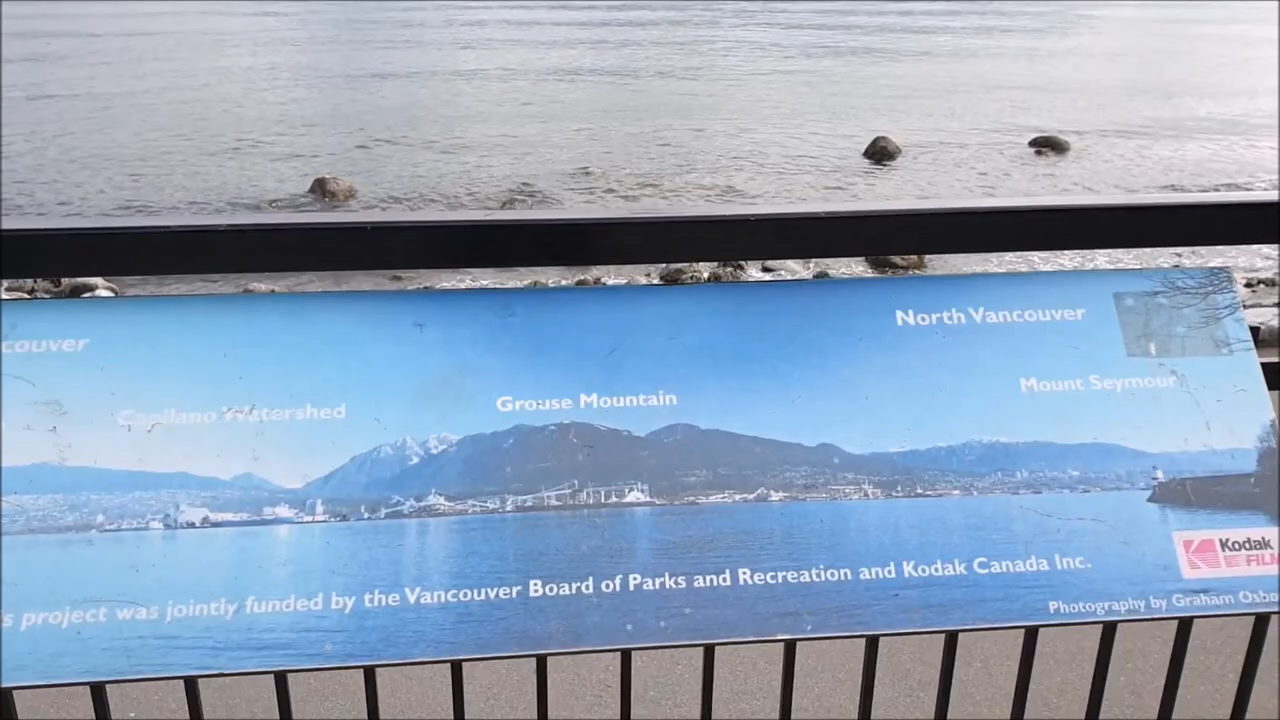 couver
North Vancouver
Capilano Watershed
Grouse Mountain
Mount Seymour
s project was jointly funded by the Vancouver Board of Parks and Recreation and Kodak Canada Inc.
Kodak
FIL
Photography by Graham Osbo